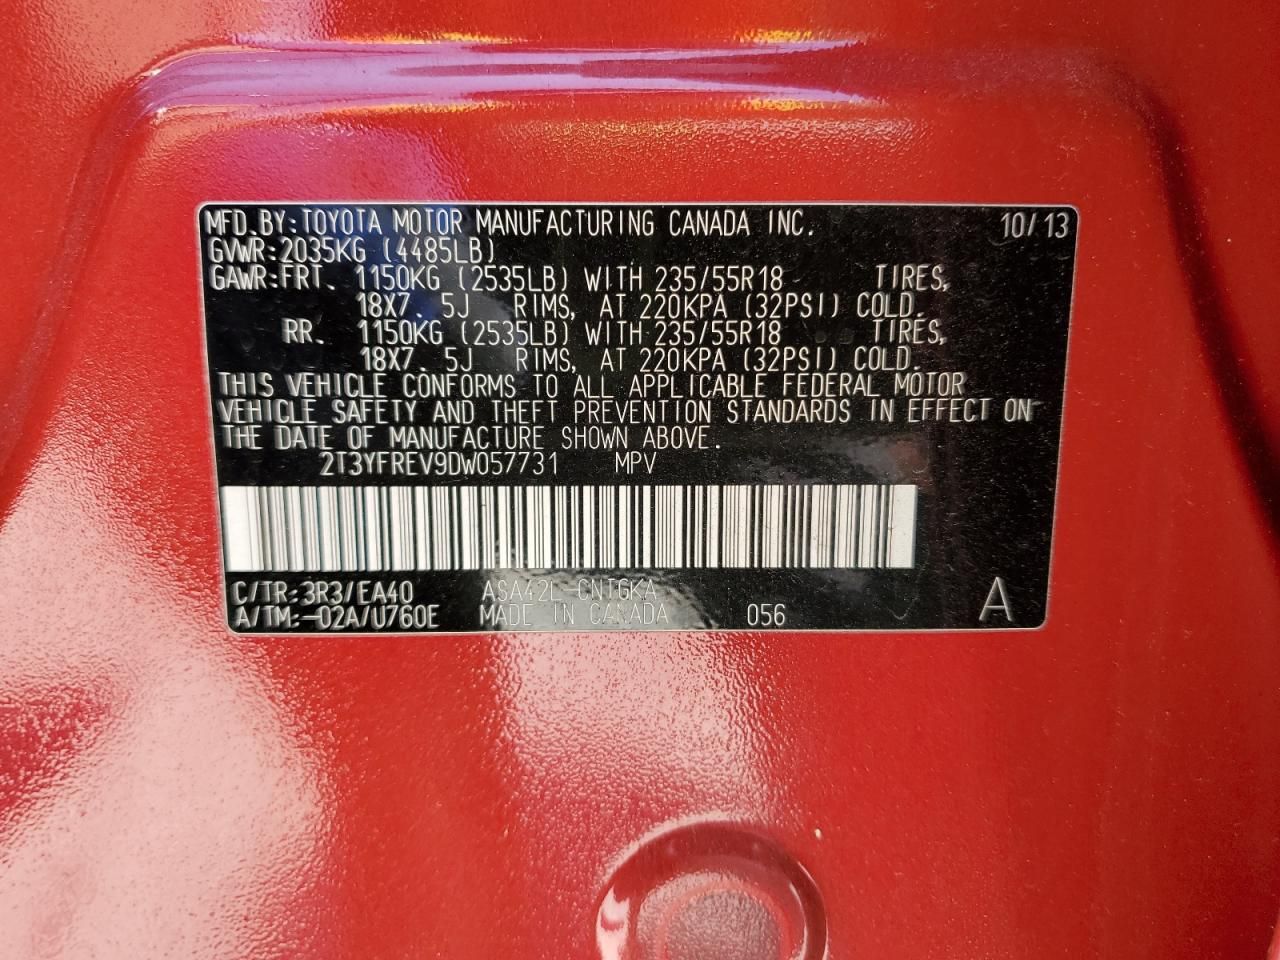 MFD.BY:TOYOTA MOTOR MANUFACTURING CANADA INC. 10/13
GVWR:2035KG (4485LB)
GAWR:FRT. 1150KG (2535LB) WITH 235/55R18 TIRES,
18X7.5J RIMS, AT 220KPA (32PSI) COLD.
RR. 1150KG (2535LB) WITH 235/55R18 TIRES,
18X7.5J RIMS, AT 220KPA (32PSI) COLD.
THIS VEHICLE CONFORMS TO ALL APPLICABLE FEDERAL MOTOR
VEHICLE SAFETY AND THEFT PREVENTION STANDARDS IN EFFECT ON
THE DATE OF MANUFACTURE SHOWN ABOVE.
2T3YFREV9DW057731 MPV
C/TR:3R3/EA40 ASA42L-CNTGKA
A/TM:-02A/U760E MADE IN CANADA 056 A